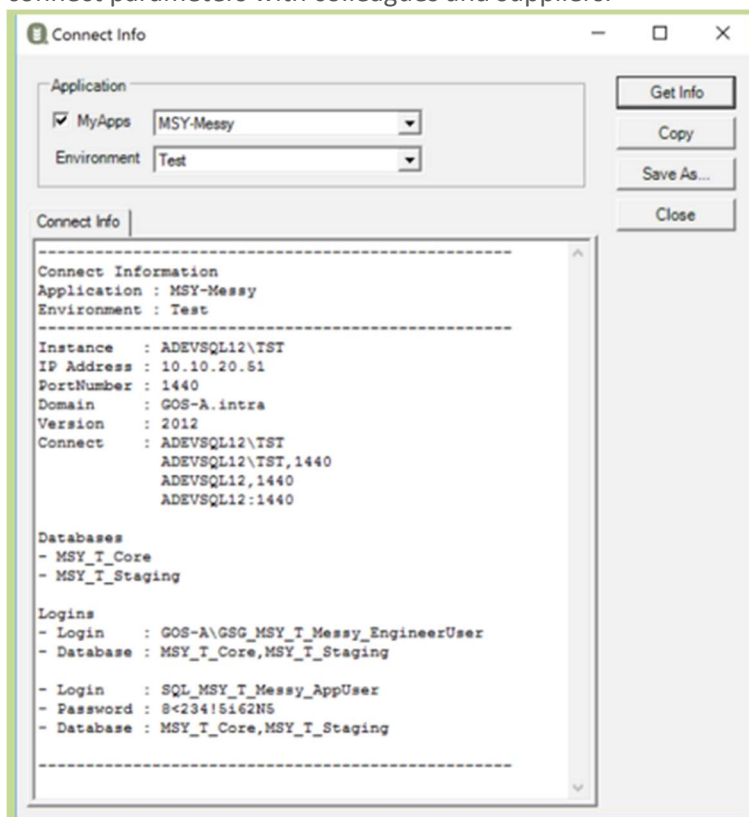 connect parameters with colleagues and suppliers.
Connect Info
Application
MyApps MSY-Messy
Environment Test
Get Info
Copy
Save As...
Close
Connect Info
--------------------------------------------------
Connect Information
Application : MSY-Messy
Environment : Test
--------------------------------------------------
Instance : ADEVSQL12\TST
IP Address : 10.10.20.51
PortNumber : 1440
Domain : GOS-A.intra
Version : 2012
Connect : ADEVSQL12\TST
ADEVSQL12\TST,1440
ADEVSQL12,1440
ADEVSQL12:1440
Databases
- MSY_T_Core
- MSY_T_Staging
Logins
- Login : GOS-A\GSG_MSY_T_Messy_EngineerUser
- Database : MSY_T_Core,MSY_T_Staging
- Login : SQL_MSY_T_Messy_AppUser
- Password : 8<234!5i62N5
- Database : MSY_T_Core,MSY_T_Staging
--------------------------------------------------